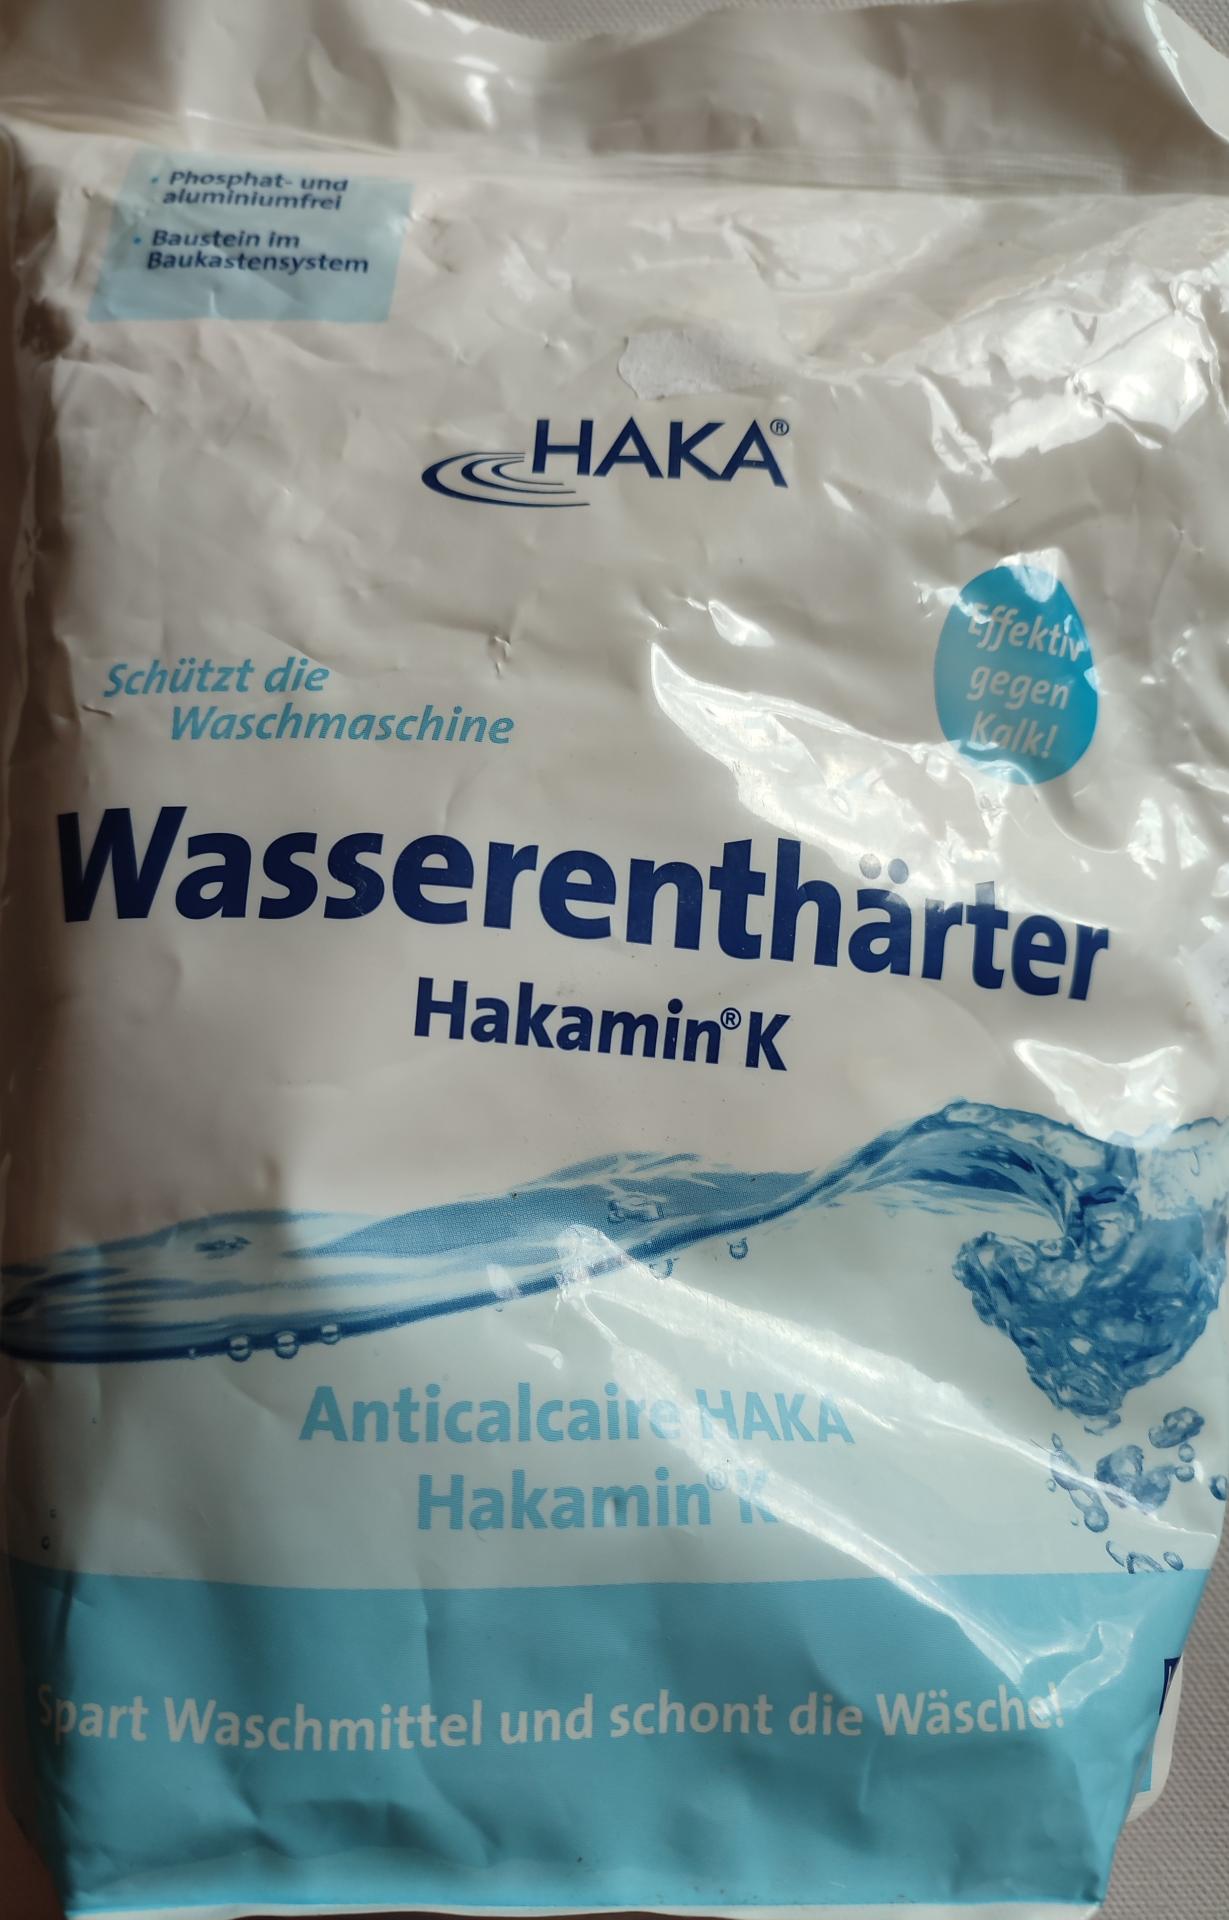 • Phosphat- und
aluminiumfrei
• Baustein im
Baukastensystem
HAKA®
Effektiv
gegen
Kalk!
Schützt die
Waschmaschine
Wasserenthärter
Hakamin® K
Anticalcaire HAKA
Hakamin® K
Spart Waschmittel und schont die Wäsche!